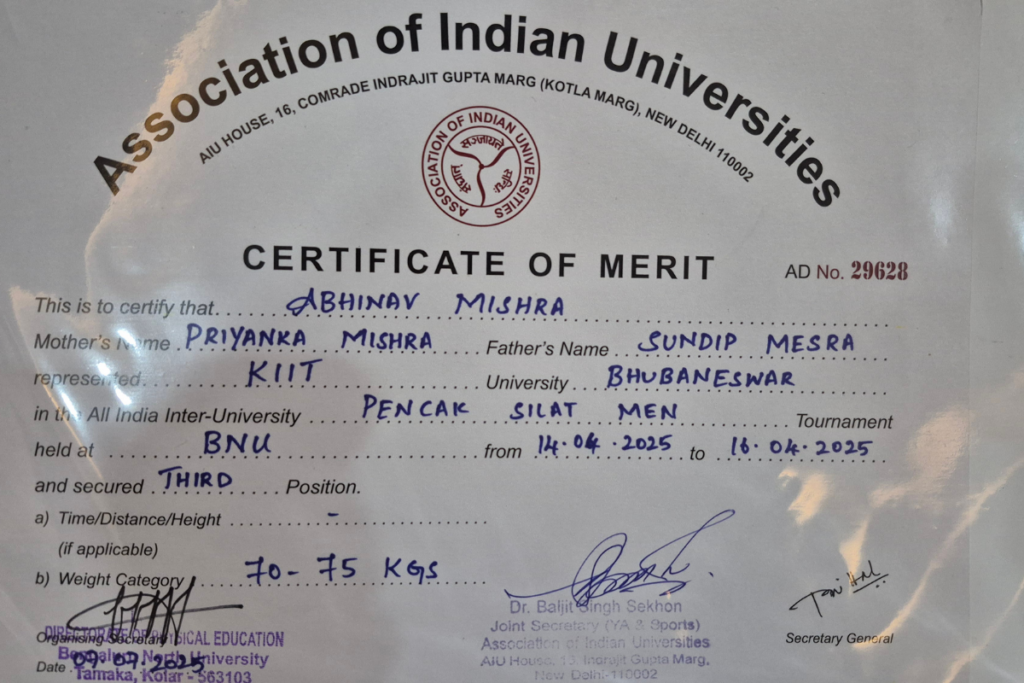 Association of Indian Universities
AIU HOUSE, 16, COMRADE INDRAJIT GUPTA MARG (KOTLA MARG), NEW DELHI 110002
ASSOCIATION OF INDIAN UNIVERSITIES
CERTIFICATE OF MERIT
AD No. 29628
This is to certify that ABHINAV MISHRA
Mother's Name PRIYANKA MISHRA Father's Name SUNDIP MESRA
represented KIIT University BHUBANESWAR
in the All India Inter-University PENCAK SILAT MEN Tournament
held at BNU from 14.04.2025 to 16.04.2025
and secured THIRD Position.
a) Time/Distance/Height -
(if applicable)
b) Weight Category 70-75 KGS
Dr. Baljit Singh Sekhon
Joint Secretary (YA & Sports)
Association of Indian Universities
AIU House, 16, Indrajit Gupta Marg,
New Delhi-110002
Secretary General
Organising Secretary
DIRECTORATE OF PHYSICAL EDUCATION
Bengaluru North University
Date 09.07.2025
Tamaka, Kolar - 563103